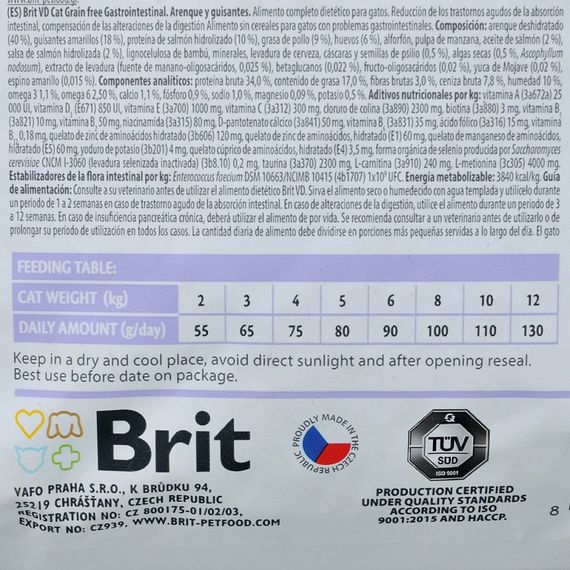 (ES) Brit VD Cat Grain free Gastrointestinal. Arenque y guisantes. Alimento completo dietético para gatos. Reducción de los trastornos agudos de la absorción
intestinal, compensación de las alteraciones de la digestión Alimento sin cereales para gatos con problemas gastrointestinales. Composición: arenque deshidratado
(40 %), guisantes amarillos (18 %), proteína de salmón hidrolizado (10 %), grasa de pollo (9 %), huevos (6 %), alforfón, pulpa de manzana, aceite de salmón (2 %),
salsa de salmón hidrolizada (2 %), lignocelulosa de bambú, minerales, levadura de cerveza, cáscaras y semillas de psilio (0,5 %), algas secas (0,5 %, Ascophyllum
nodosum), extracto de levadura (fuente de manano-oligosacáridos, 0,025 %), betaglucanos (0,022 %), fructo-oligosacáridos (0,02 %), yuca de Mojave (0,02 %),
espino amarillo (0,015 %). Componentes analíticos: proteína bruta 34,0 %, contenido de grasa 17,0 %, fibras brutas 3,0 %, ceniza bruta 7,8 %, humedad 10 %,
omega 3 1,1 %, omega 6 2,50 %, calcio 1,1 %, fósforo 0,9 %, sodio 1,0 %, magnesio 0,09 %, potasio 0,5 %. Aditivos nutricionales por kg: vitamina A (3a672a) 25
000 UI, vitamina D₃ (E671) 850 UI, vitamina E (3a700) 1000 mg, vitamina C (3a312) 300 mg, cloruro de colina (3a890) 2300 mg, biotina (3a880) 3 mg, vitamina B₁
(3a821) 10 mg, vitamina B₂ 50 mg, niacinamida (3a315) 80 mg, D-pantotenato cálcico (3a841) 50 mg, vitamina B₆ (3a831) 35 mg, ácido fólico (3a316) 15 mg, vitamina
B₁₂ 0,18 mg, quelato de zinc de aminoácidos hidratado (3b606) 120 mg, quelato de zinc de aminoácidos, hidratado (E1) 60 mg, quelato de manganeso de aminoácidos,
hidratado (E5) 60 mg, yoduro de potasio (3b201) 4 mg, quelato cúprico de aminoácidos, hidratado (E4) 3,5 mg, forma orgánica de selenio producida por Saccharomyces
cerevisiae CNCM I-3060 (levadura selenizada inactivada) (3b8.10) 0,2 mg, taurina (3a370) 2300 mg, L-carnitina (3a910) 240 mg, L-metionina (3c305) 4000 mg.
Estabilizadores de la flora intestinal por kg: Enterococcus faecium DSM 10663/NCIMB 10415 (4b1707) 1x10⁹ UFC. Energía metabolizable: 3840 kcal/kg. Guía
de alimentación: Consulte a su veterinario antes de utilizar el alimento dietético Brit VD. Sirva el alimento seco o humedecido con agua templada y utilícelo durante
un periodo de 1 a 2 semanas en caso de trastorno agudo de la absorción intestinal. En caso de alteraciones de la digestión, utilice el alimento durante un periodo de 3
a 12 semanas. En caso de insuficiencia pancreática crónica, deberá utilizar el alimento de por vida. Se recomienda consultar a un veterinario antes de utilizarlo o de
prolongar su período de utilización en todos los casos. La cantidad diaria de alimento debe dividirse en porciones más pequeñas servidas a lo largo del día. El gato
FEEDING TABLE:
CAT WEIGHT (kg) 2 3 4 5 6 8 10 12
DAILY AMOUNT (g/day) 55 65 75 80 90 100 110 130
Keep in a dry and cool place, avoid direct sunlight and after opening reseal.
Best use before date on package.
Brit
PROUDLY MADE IN THE CZECH REPUBLIC
TÜV
SÜD
ISO 9001
VAFO PRAHA S.R.O., K BRŮDKU 94,
25219 CHRÁŠŤANY, CZECH REPUBLIC
REGISTRATION NO: CZ 800175-01/02/03,
EXPORT NO: CZ939, WWW.BRIT-PETFOOD.COM
PRODUCTION CERTIFIED
UNDER QUALITY STANDARDS
ACCORDING TO ISO
9001:2015 AND HACCP.
8